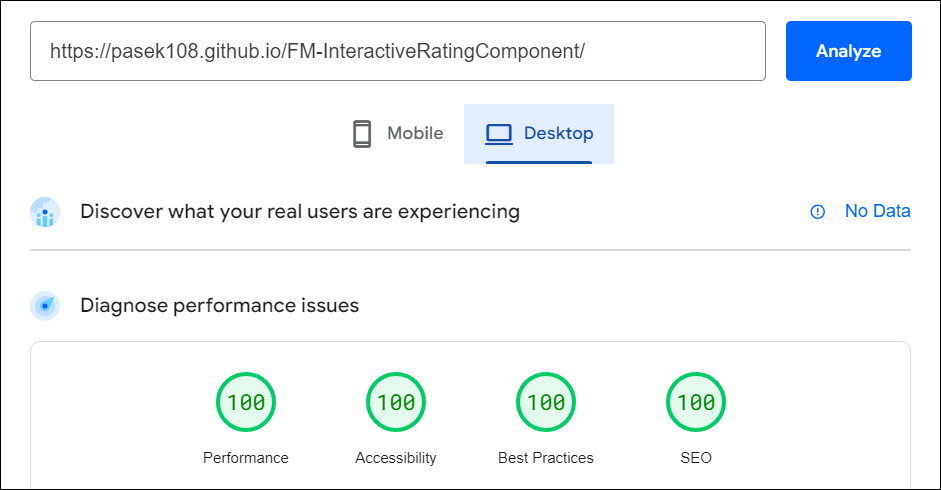 https://pasek108.github.io/FM-InteractiveRatingComponent/
Analyze
Mobile
Desktop
Discover what your real users are experiencing
No Data
Diagnose performance issues
100
100
100
100
Performance
Accessibility
Best Practices
SEO